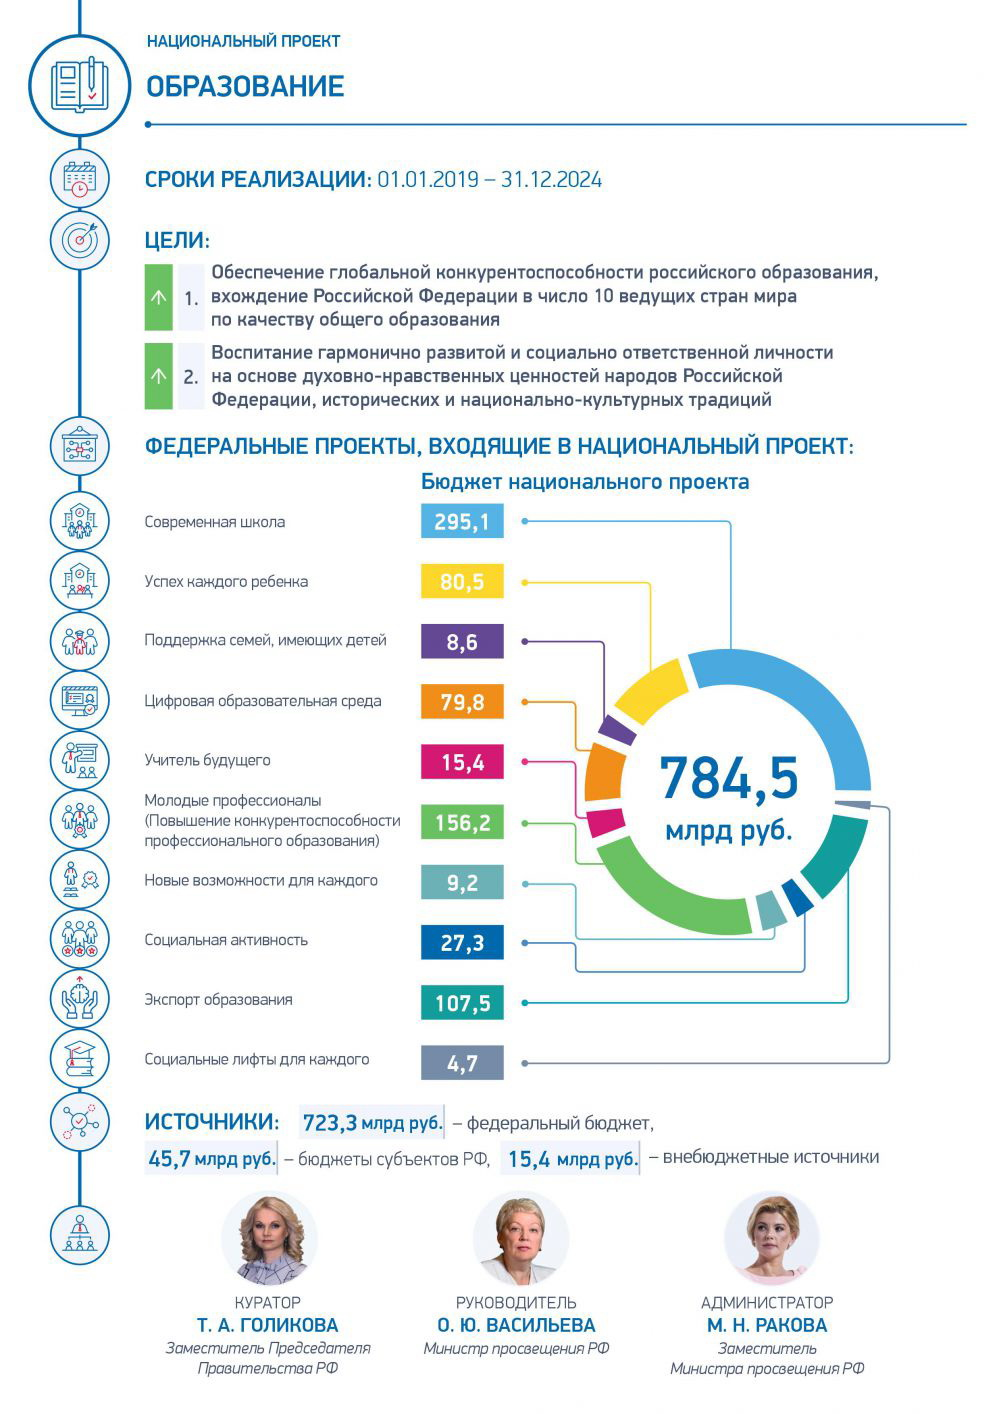 НАЦИОНАЛЬНЫЙ ПРОЕКТ
ОБРАЗОВАНИЕ
СРОКИ РЕАЛИЗАЦИИ: 01.01.2019 – 31.12.2024
ЦЕЛИ:
1. Обеспечение глобальной конкурентоспособности российского образования,
вхождение Российской Федерации в число 10 ведущих стран мира
по качеству общего образования
2. Воспитание гармонично развитой и социально ответственной личности
на основе духовно-нравственных ценностей народов Российской
Федерации, исторических и национально-культурных традиций
ФЕДЕРАЛЬНЫЕ ПРОЕКТЫ, ВХОДЯЩИЕ В НАЦИОНАЛЬНЫЙ ПРОЕКТ:
Бюджет национального проекта
Современная школа 295,1
Успех каждого ребенка 80,5
Поддержка семей, имеющих детей 8,6
Цифровая образовательная среда 79,8
Учитель будущего 15,4
Молодые профессионалы
(Повышение конкурентоспособности 156,2
профессионального образования)
Новые возможности для каждого 9,2
Социальная активность 27,3
Экспорт образования 107,5
Социальные лифты для каждого 4,7
784,5
млрд руб.
ИСТОЧНИКИ: 723,3 млрд руб. – федеральный бюджет,
45,7 млрд руб. – бюджеты субъектов РФ, 15,4 млрд руб. – внебюджетные источники
КУРАТОР
Т. А. ГОЛИКОВА
Заместитель Председателя
Правительства РФ
РУКОВОДИТЕЛЬ
О. Ю. ВАСИЛЬЕВА
Министр просвещения РФ
АДМИНИСТРАТОР
М. Н. РАКОВА
Заместитель
Министра просвещения РФ